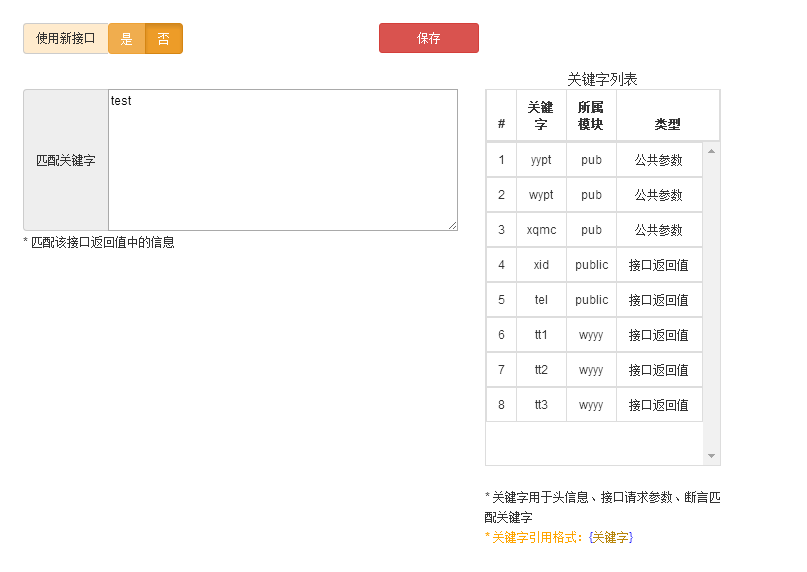 使用新接口 是 否 保存
匹配关键字 test
* 匹配该接口返回值中的信息
关键字列表
# 关键字 所属模块 类型
1 yypt pub 公共参数
2 wypt pub 公共参数
3 xqmc pub 公共参数
4 xid public 接口返回值
5 tel public 接口返回值
6 tt1 wyyy 接口返回值
7 tt2 wyyy 接口返回值
8 tt3 wyyy 接口返回值
* 关键字用于头信息、接口请求参数、断言匹
配关键字
* 关键字引用格式：{关键字}